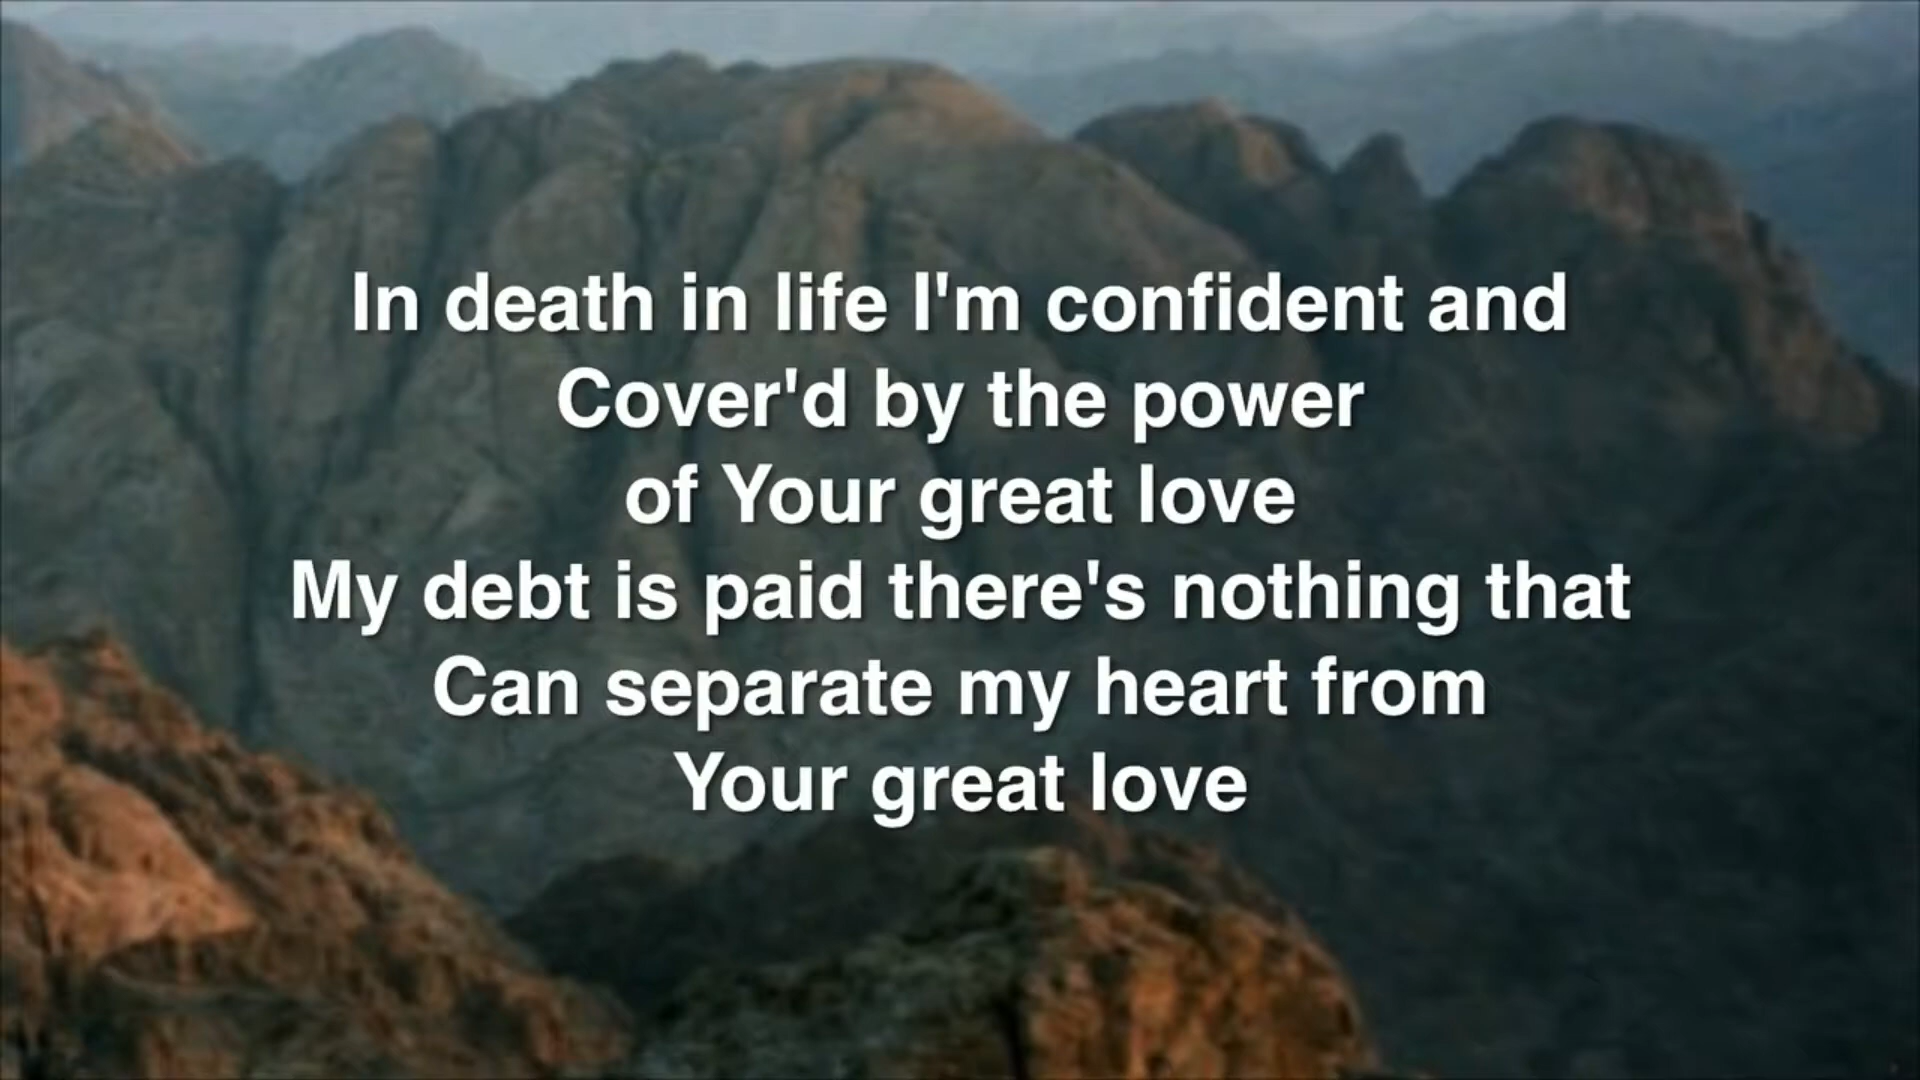 In death in life I'm confident and
Cover'd by the power
of Your great love
My debt is paid there's nothing that
Can separate my heart from
Your great love